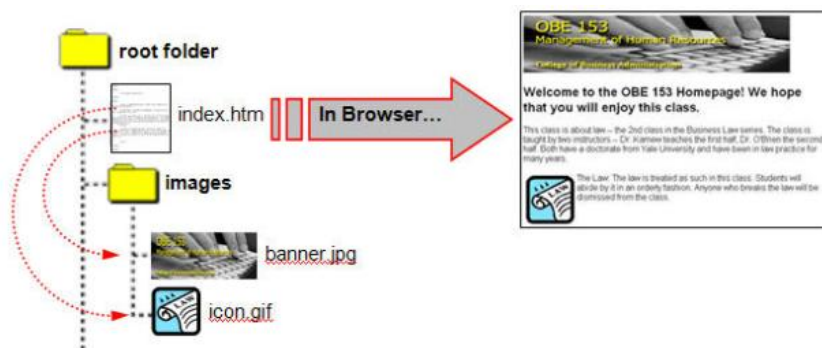 root folder
index.htm
In Browser...
images
banner.jpg
icon.gif
OBE 153
Management of Human Resources
College of Business Administration
Welcome to the OBE 153 Homepage! We hope
that you will enjoy this class.
This class is about law – the 2nd class in the Business Law series. The class is
taught by two instructors – Dr. Karnew teaches the first half, Dr. O'Brien the second
half. Both have a doctorate from Yale University and have been in law practice for
many years.
LAW
The Law: The law is treated as such in this class. Students will
abide by it in an orderly fashion. Anyone who breaks the law will be
dismissed from the class.
OBE 153
LAW